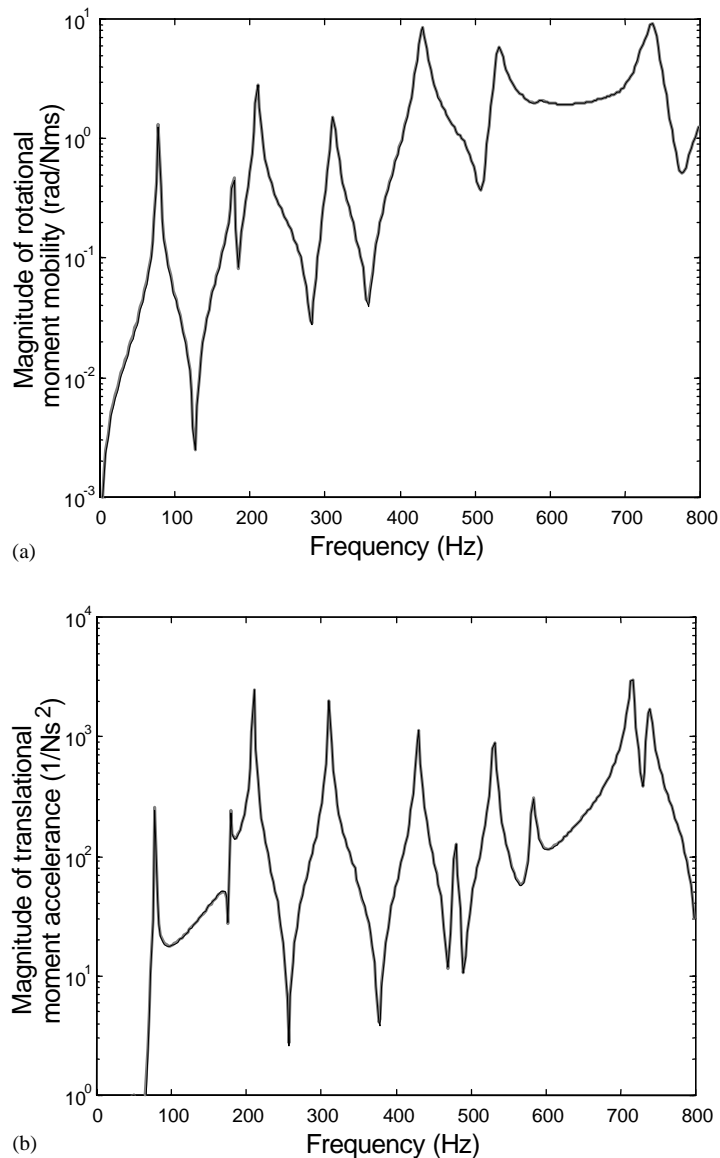 10^1
10^0
10^-1
10^-2
10^-3
Magnitude of rotational
moment mobility (rad/Nms)
0 100 200 300 400 500 600 700 800
Frequency (Hz)
(a)
10^4
10^3
10^2
10^1
10^0
Magnitude of translational
moment accelerance (1/Ns^2)
0 100 200 300 400 500 600 700 800
Frequency (Hz)
(b)